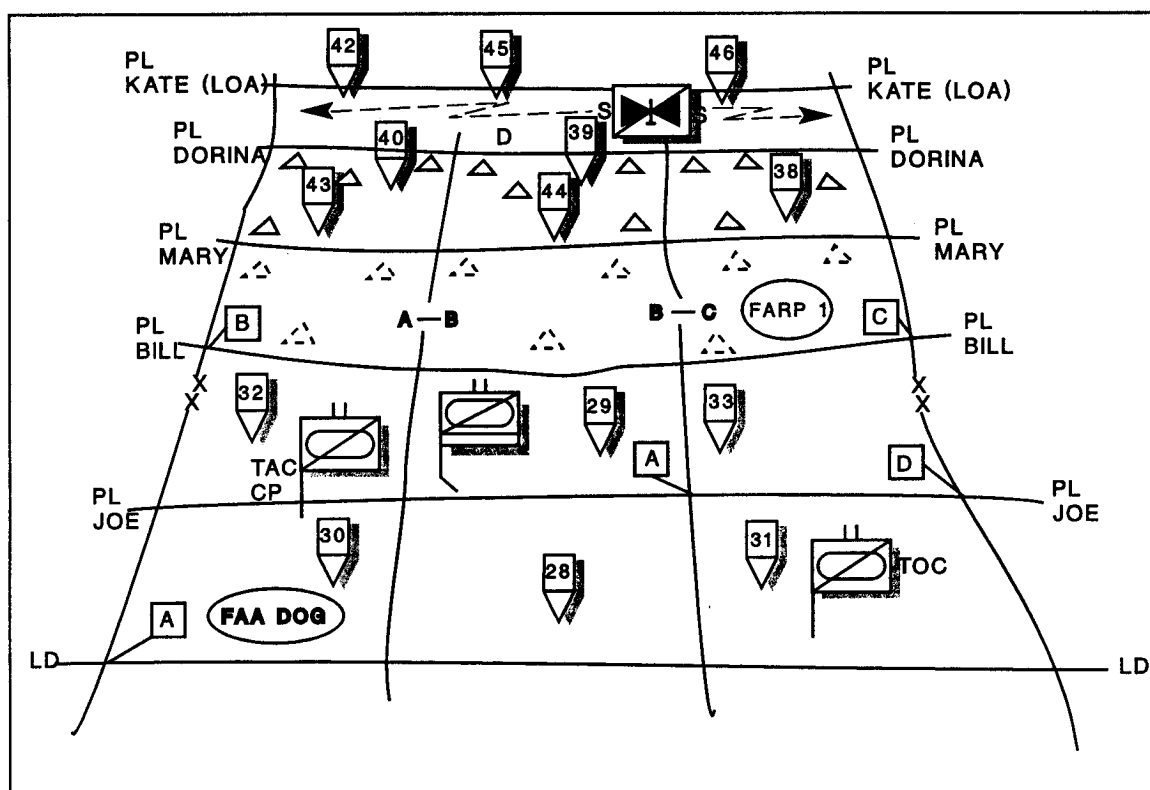 42
45
46
PL
KATE (LOA)
PL
KATE (LOA)
S
S
PL
DORINA
40
D
39
PL
DORINA
43
44
38
PL
MARY
PL
MARY
PL
BILL
B
A — B
B — C
FARP 1
C
PL
BILL
X
X
X
X
32
29
33
TAC
CP
A
D
PL
JOE
PL
JOE
30
28
31
TOC
A
FAA DOG
LD
LD